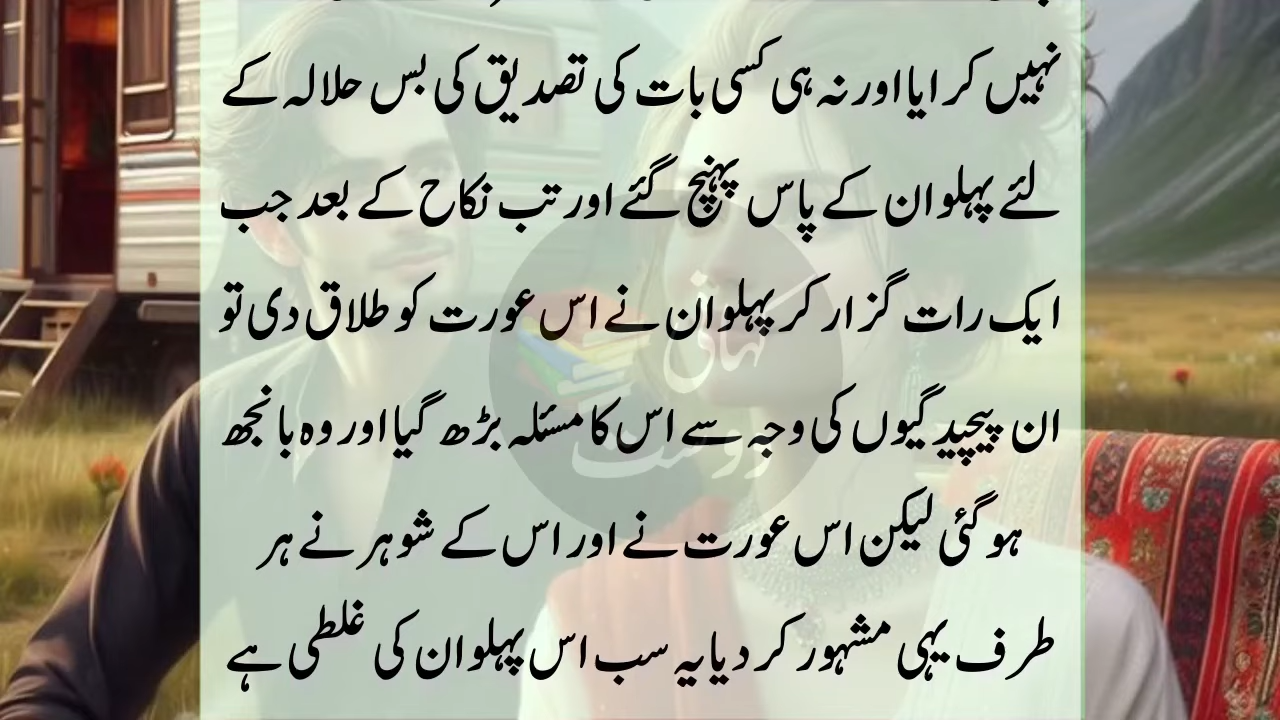 نہیں کرایا اور نہ ہی کسی بات کی تصدیق کی بس حلالہ کے
لئے پہلوان کے پاس پہنچ گئے اور تب نکاح کے بعد جب
ایک رات گزار کر پہلوان نے اس عورت کو طلاق دی تو
ان پیچیدگیوں کی وجہ سے اس کا مسئلہ بڑھ گیا اور وہ بانجھ
ہو گئی لیکن اس عورت نے اور اس کے شوہر نے ہر
طرف یہی مشہور کر دیا یہ سب اس پہلوان کی غلطی ہے
کہانی
دوست